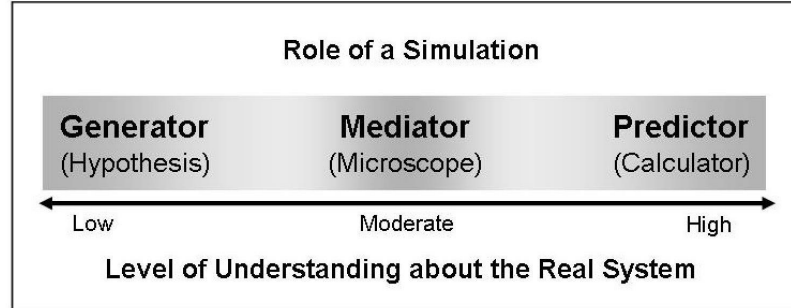 Role of a Simulation
Generator Mediator Predictor
(Hypothesis) (Microscope) (Calculator)
Low Moderate High
Level of Understanding about the Real System